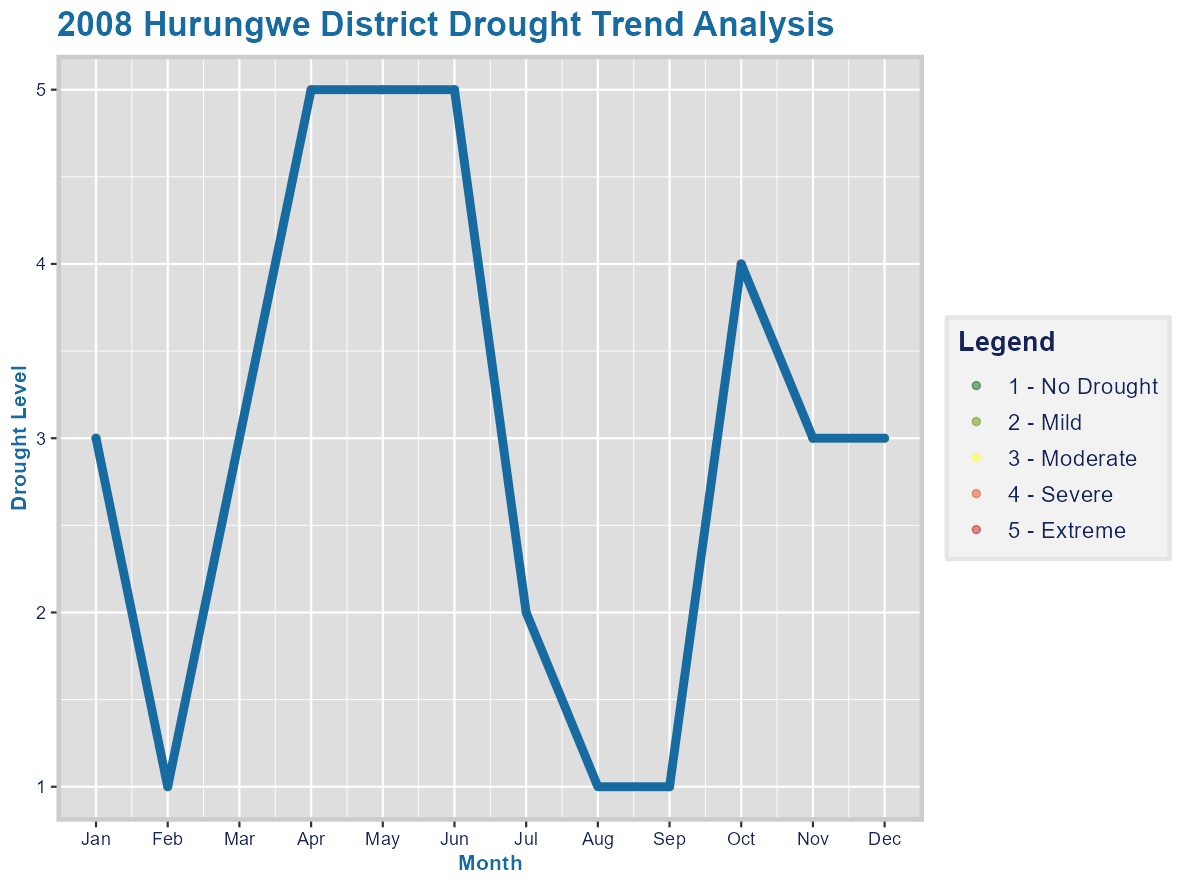 2008 Hurungwe District Drought Trend Analysis
Drought Level
5
4
3
2
1
Jan Feb Mar Apr May Jun Jul Aug Sep Oct Nov Dec
Month
Legend
1 - No Drought
2 - Mild
3 - Moderate
4 - Severe
5 - Extreme